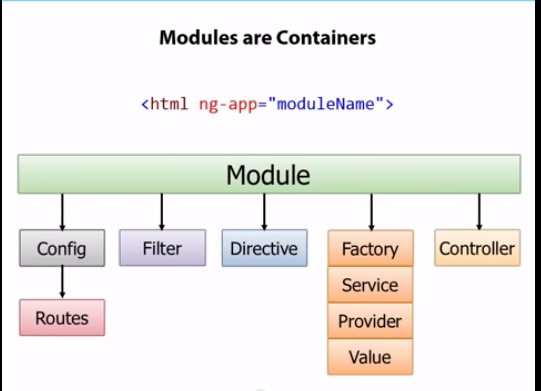 Modules are Containers
<html ng-app="moduleName">
Module
Config
Filter
Directive
Factory
Controller
Service
Routes
Provider
Value